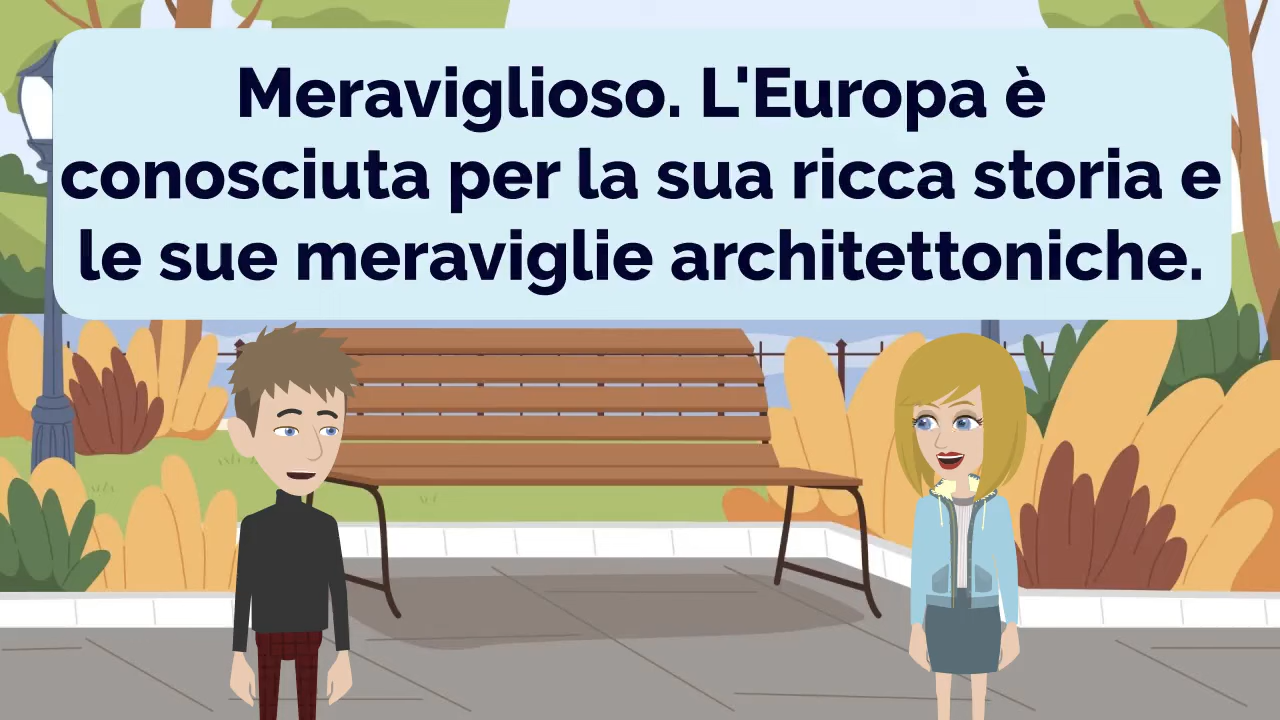 Meraviglioso. L'Europa è
conosciuta per la sua ricca storia e
le sue meraviglie architettoniche.